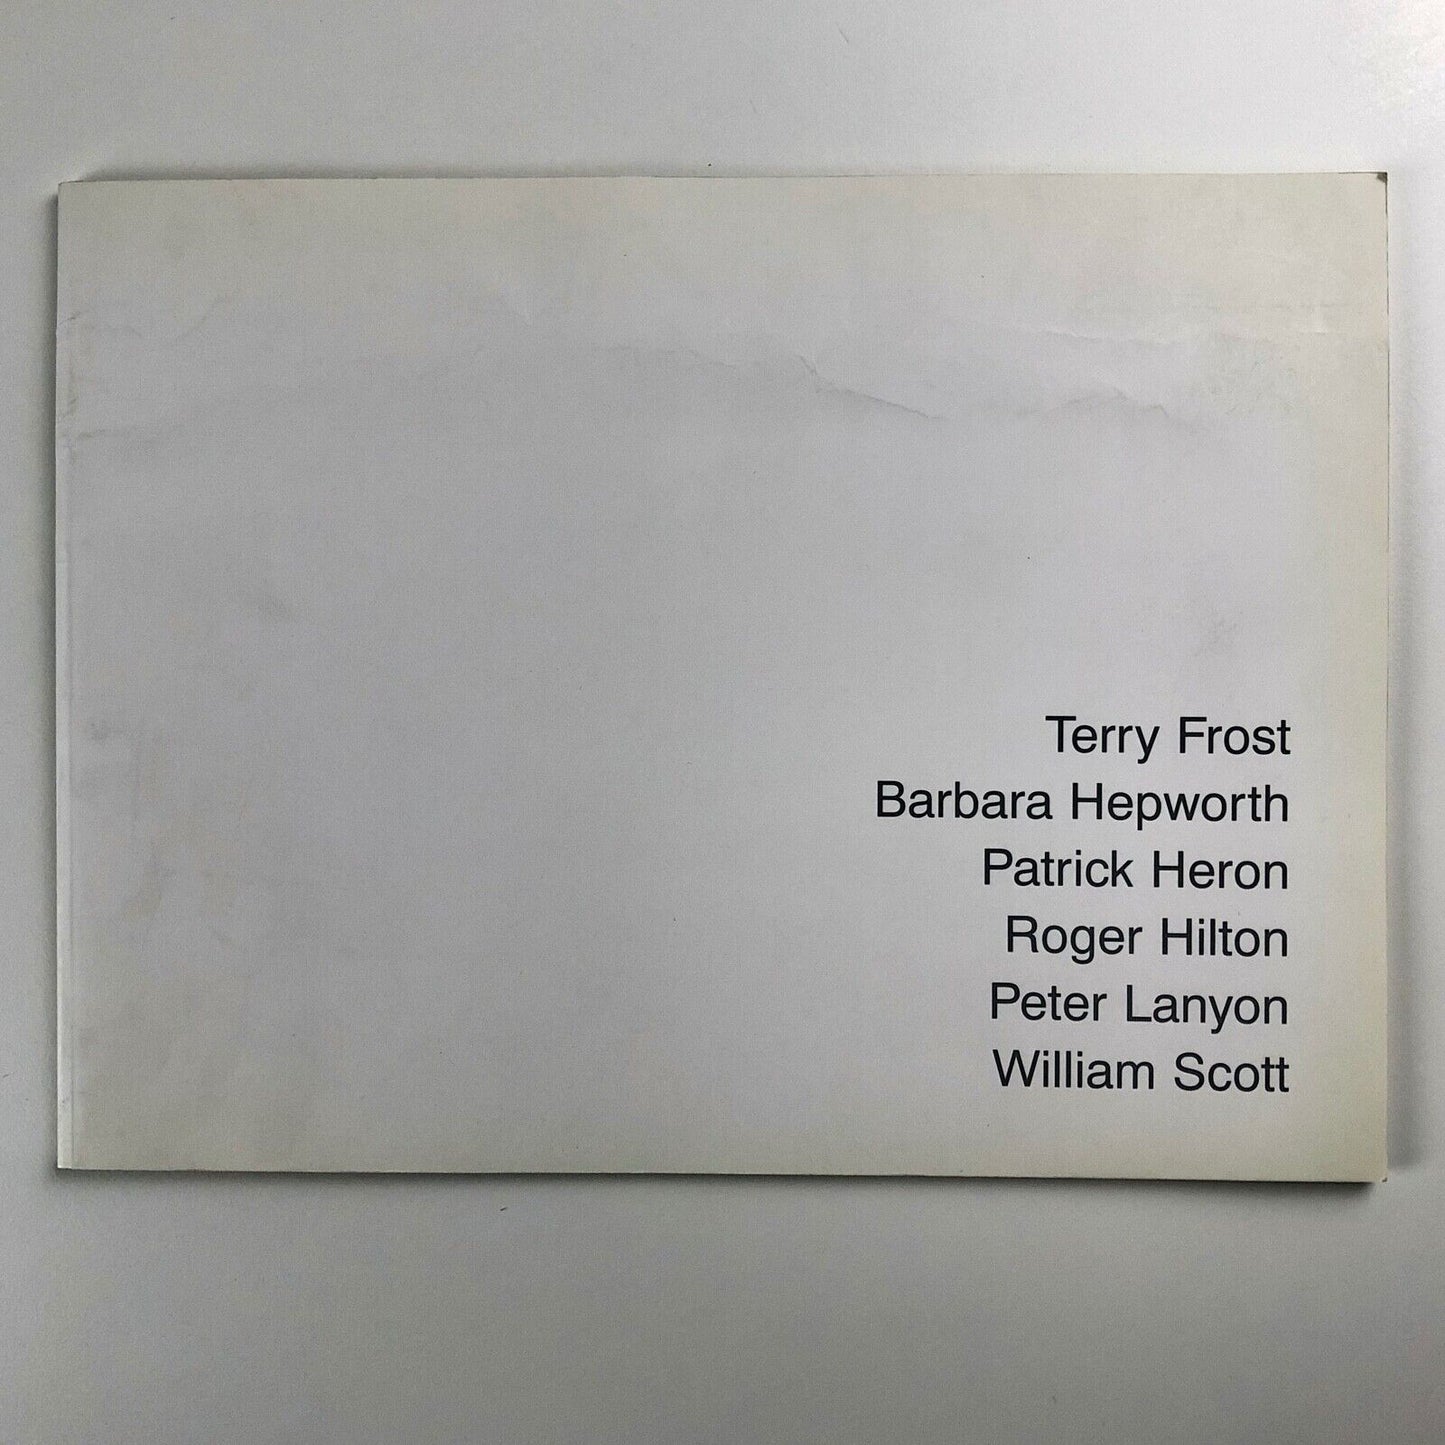 Terry Frost
Barbara Hepworth
Patrick Heron
Roger Hilton
Peter Lanyon
William Scott